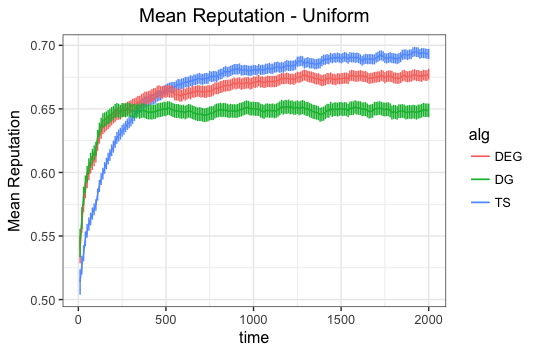 Mean Reputation - Uniform
Mean Reputation
0.70
0.65
0.60
0.55
0.50
0
500
1000
1500
2000
time
alg
DEG
DG
TS